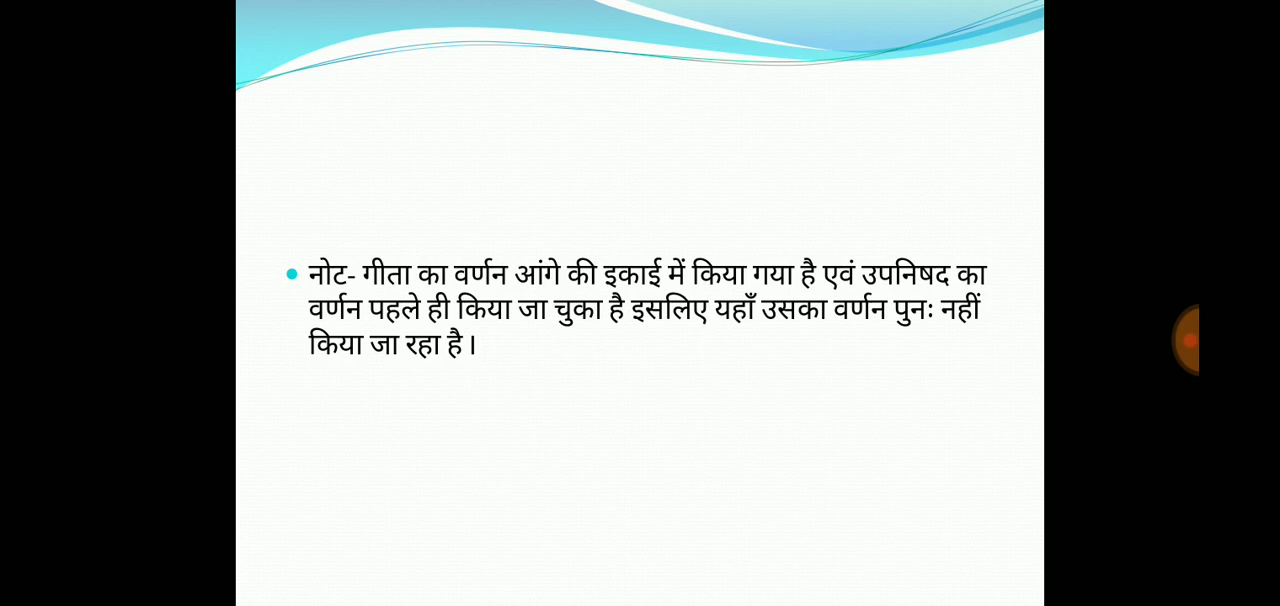 नोट- गीता का वर्णन आंगे की इकाई में किया गया है एवं उपनिषद का
वर्णन पहले ही किया जा चुका है इसलिए यहाँ उसका वर्णन पुनः नहीं
किया जा रहा है ।